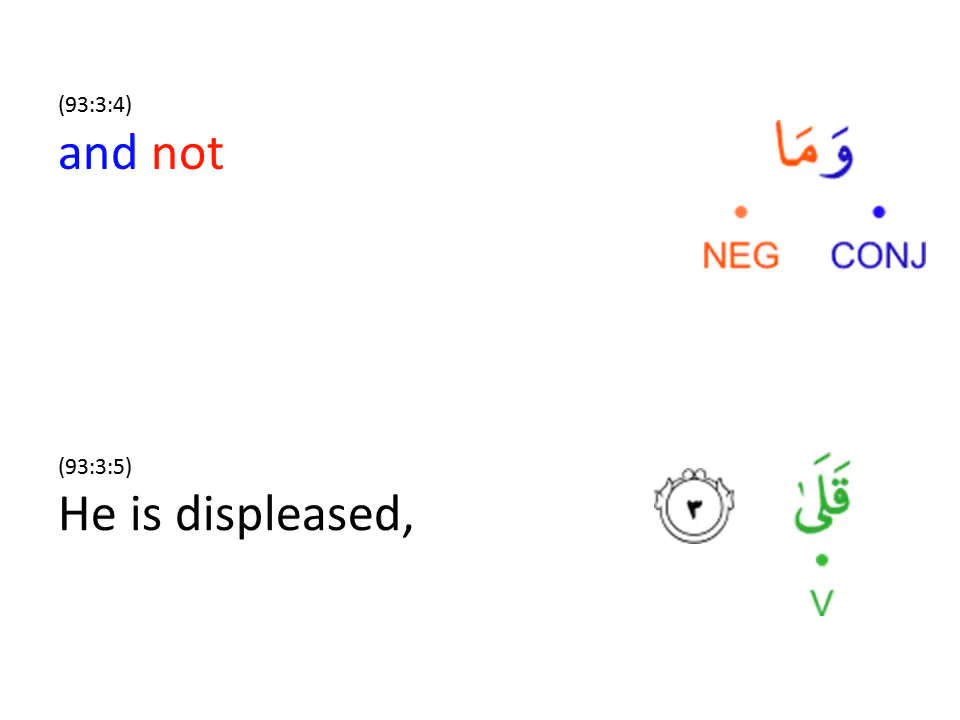 (93:3:4)
and not
وَمَا
NEG CONJ
(93:3:5)
He is displeased,
قَلَىٰ ٣
V